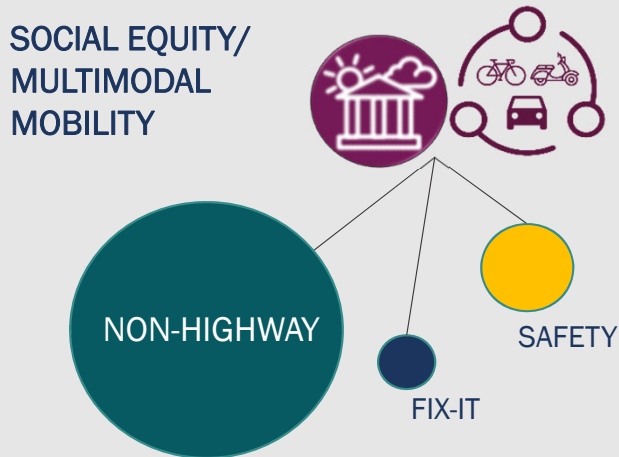 SOCIAL EQUITY/
MULTIMODAL
MOBILITY
NON-HIGHWAY
SAFETY
FIX-IT